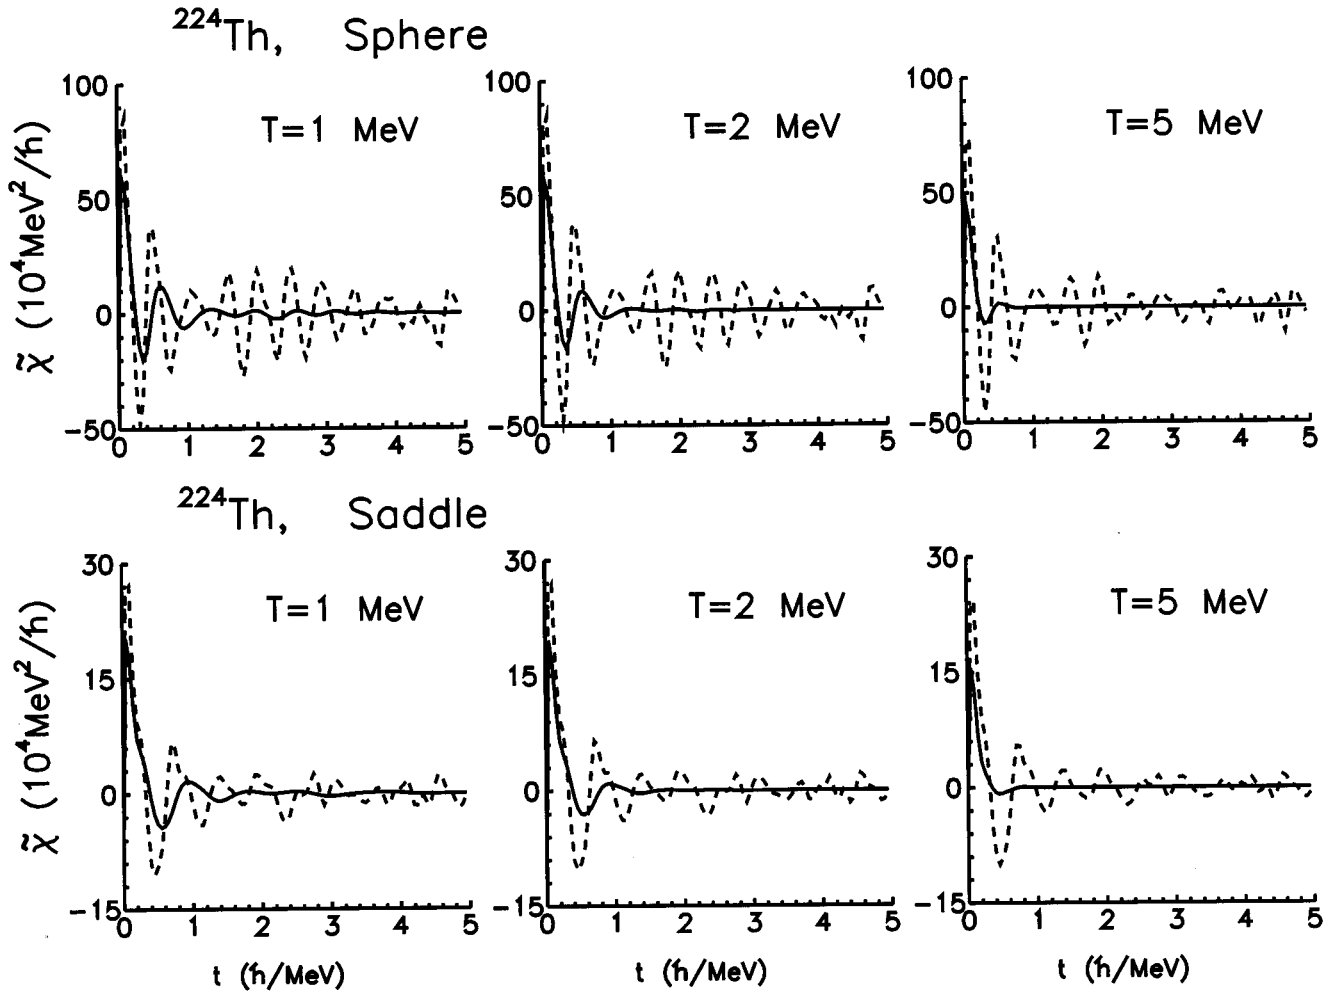 ²²⁴Th, Sphere
T=1 MeV
T=2 MeV
T=5 MeV
χ̃ (10⁴MeV²/ħ)
100
50
0
−50
0 1 2 3 4 5
100
50
0
−50
0 1 2 3 4 5
100
50
0
−50
0 1 2 3 4 5
²²⁴Th, Saddle
T=1 MeV
T=2 MeV
T=5 MeV
χ̃ (10⁴MeV²/ħ)
30
15
0
−15
0 1 2 3 4 5
30
15
0
−15
0 1 2 3 4 5
30
15
0
−15
0 1 2 3 4 5
t (ħ/MeV)
t (ħ/MeV)
t (ħ/MeV)